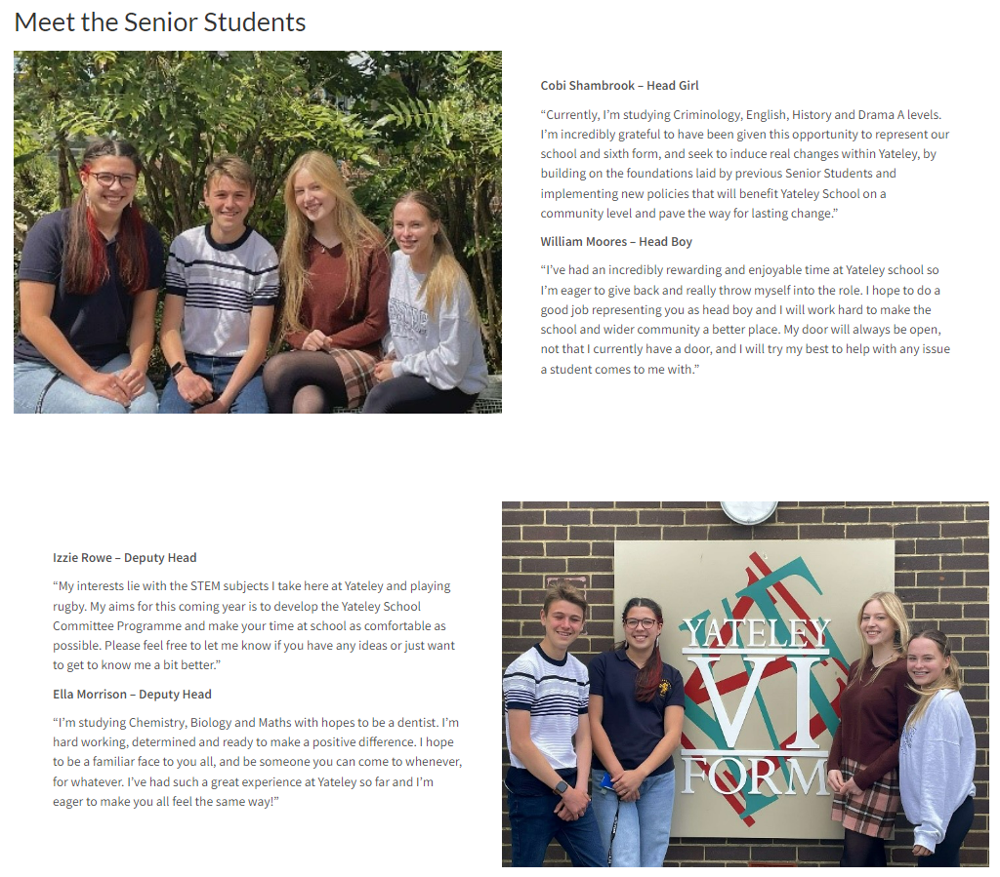 Meet the Senior Students
Cobi Shambrook – Head Girl
“Currently, I’m studying Criminology, English, History and Drama A levels.
I’m incredibly grateful to have been given this opportunity to represent our
school and sixth form, and seek to induce real changes within Yateley, by
building on the foundations laid by previous Senior Students and
implementing new policies that will benefit Yateley School on a
community level and pave the way for lasting change.”
William Moores – Head Boy
“I’ve had an incredibly rewarding and enjoyable time at Yateley school so
I’m eager to give back and really throw myself into the role. I hope to do a
good job representing you as head boy and I will work hard to make the
school and wider community a better place. My door will always be open,
not that I currently have a door, and I will try my best to help with any issue
a student comes to me with.”
Izzie Rowe – Deputy Head
“My interests lie with the STEM subjects I take here at Yateley and playing
rugby. My aims for this coming year is to develop the Yateley School
Committee Programme and make your time at school as comfortable as
possible. Please feel free to let me know if you have any ideas or just want
to get to know me a bit better.”
Ella Morrison – Deputy Head
“I’m studying Chemistry, Biology and Maths with hopes to be a dentist. I’m
hard working, determined and ready to make a positive difference. I hope
to be a familiar face to you all, and be someone you can come to whenever,
for whatever. I’ve had such a great experience at Yateley so far and I’m
eager to make you all feel the same way!”
YATELEY
VI
FORM